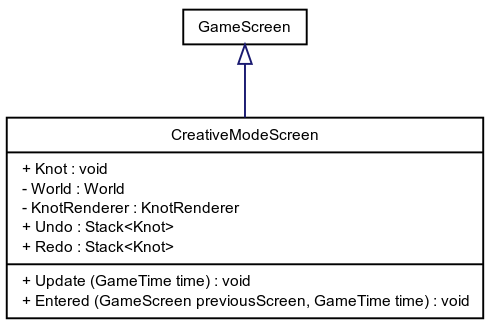 GameScreen
CreativeModeScreen
+ Knot : void
- World : World
- KnotRenderer : KnotRenderer
+ Undo : Stack<Knot>
+ Redo : Stack<Knot>
+ Update (GameTime time) : void
+ Entered (GameScreen previousScreen, GameTime time) : void